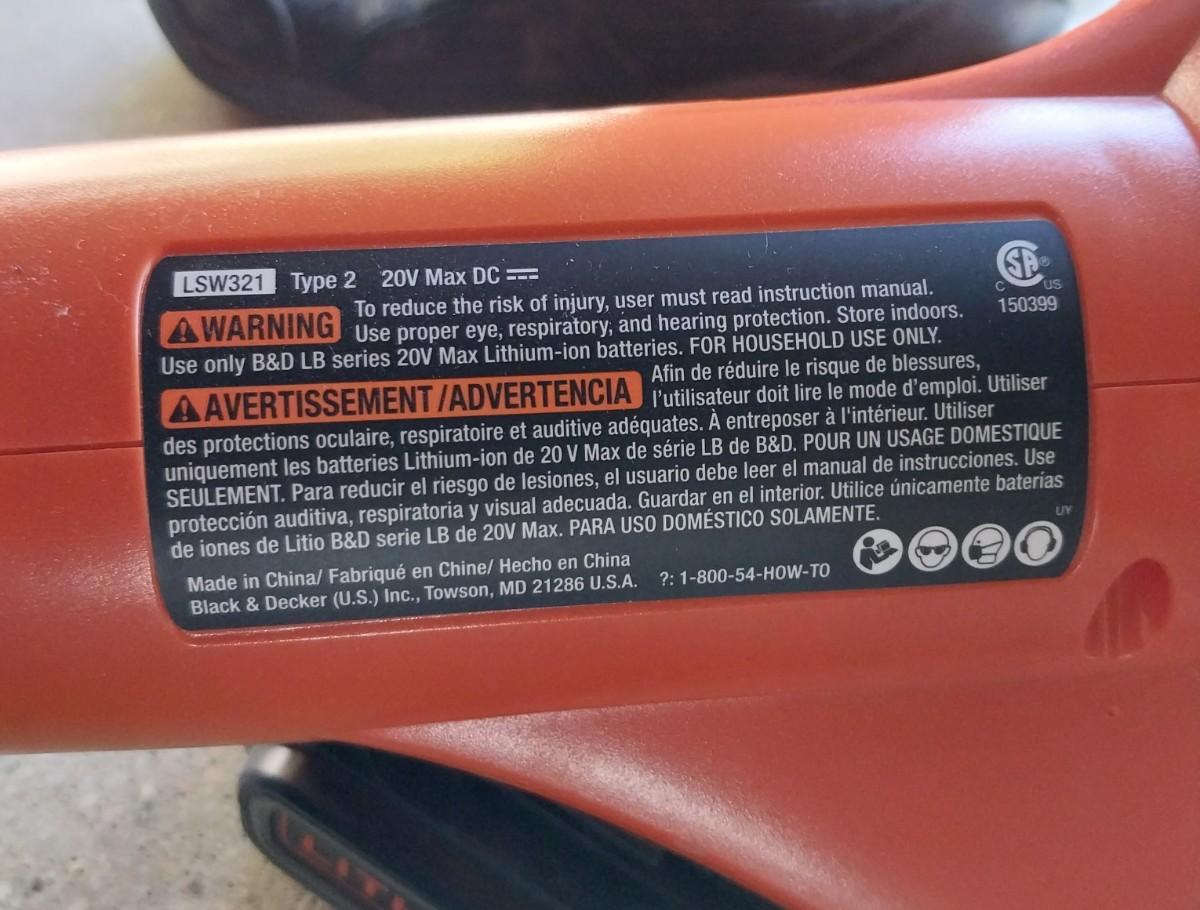 LSW321 Type 2 20V Max DC
WARNING To reduce the risk of injury, user must read instruction manual.
Use proper eye, respiratory, and hearing protection. Store indoors.
Use only B&D LB series 20V Max Lithium-ion batteries. FOR HOUSEHOLD USE ONLY.
SA®
C US
150399
AVERTISSEMENT/ADVERTENCIA Afin de réduire le risque de blessures,
l'utilisateur doit lire le mode d'emploi. Utiliser
des protections oculaire, respiratoire et auditive adéquates. À entreposer à l'intérieur. Utiliser
uniquement les batteries Lithium-ion de 20 V Max de série LB de B&D. POUR UN USAGE DOMESTIQUE
SEULEMENT. Para reducir el riesgo de lesiones, el usuario debe leer el manual de instrucciones. Use
protección auditiva, respiratoria y visual adecuada. Guardar en el interior. Utilice únicamente baterías
de iones de Litio B&D serie LB de 20V Max. PARA USO DOMÉSTICO SOLAMENTE.
UY
Made in China/ Fabriqué en Chine/ Hecho en China
Black & Decker (U.S.) Inc., Towson, MD 21286 U.S.A. ?: 1-800-54-HOW-TO